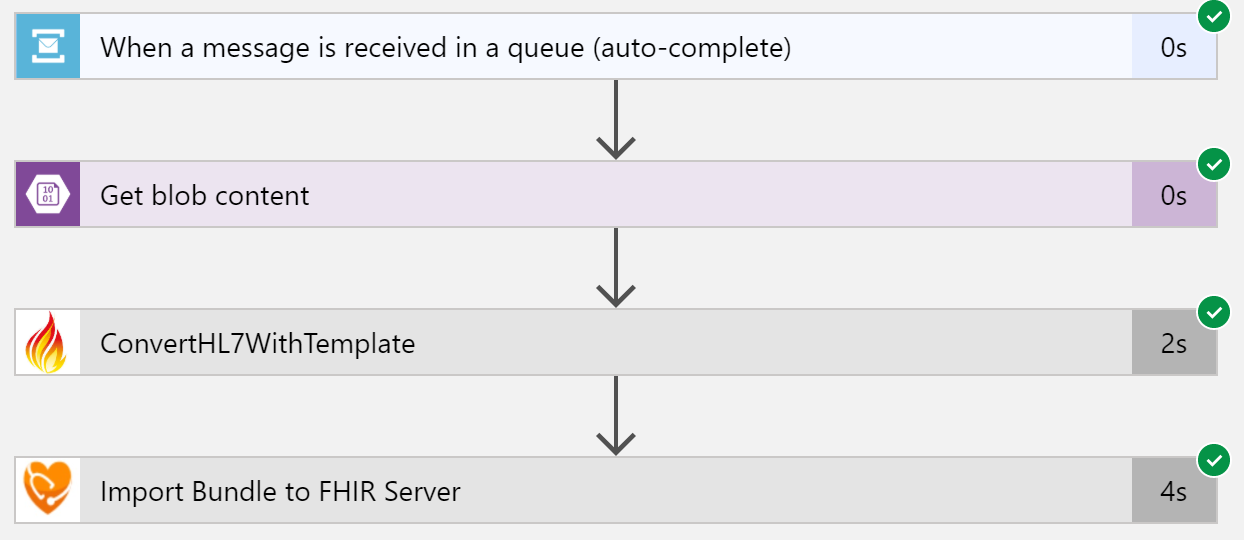 When a message is received in a queue (auto-complete) 0s
10
01
Get blob content 0s
ConvertHL7WithTemplate 2s
Import Bundle to FHIR Server 4s